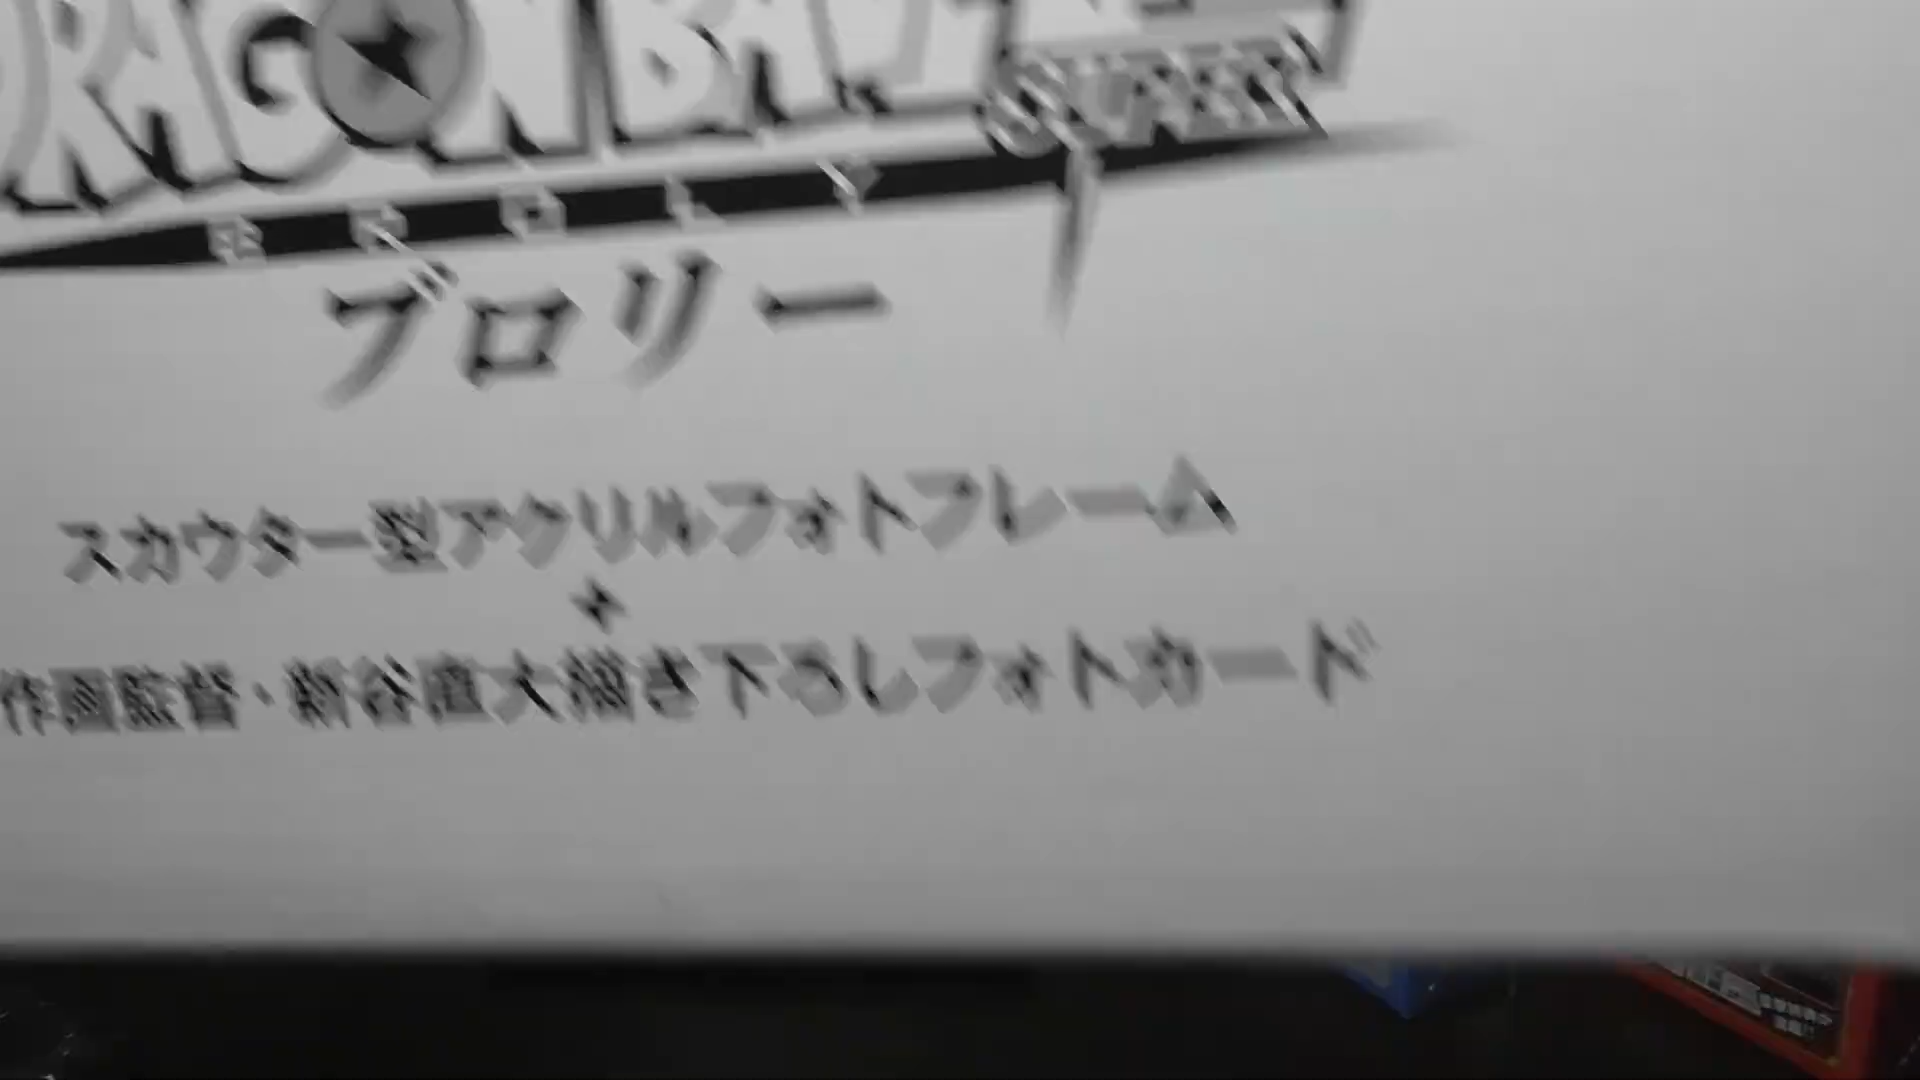 DRAGON BALL
ブロリー
スカウター型アクリルフォトフレーム
+
作画監督・新谷直大描き下ろしフォトカード